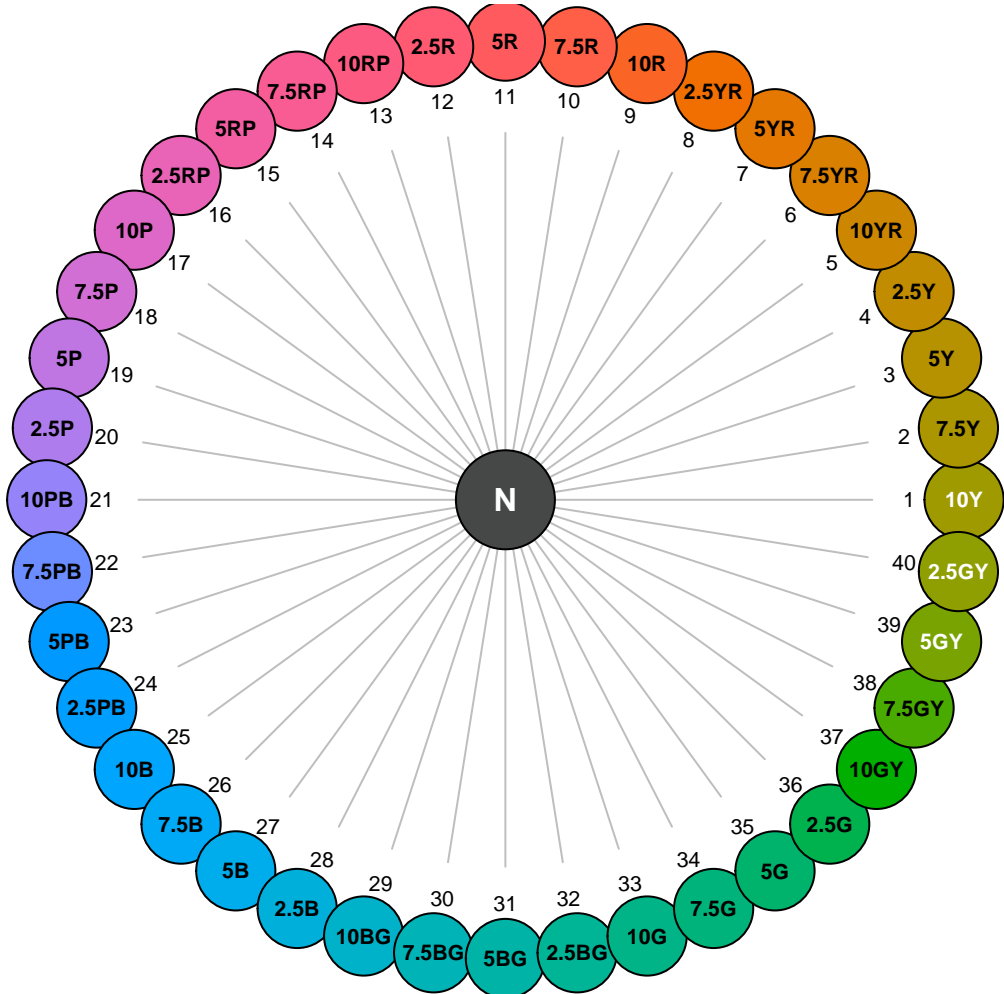 5R
11
7.5R
10
10R
9
2.5YR
8
5YR
7
7.5YR
6
10YR
5
2.5Y
4
5Y
3
7.5Y
2
10Y
1
2.5GY
40
5GY
39
7.5GY
38
10GY
37
2.5G
36
5G
35
7.5G
34
10G
33
2.5BG
32
5BG
31
7.5BG
30
10BG
29
2.5B
28
5B
27
7.5B
26
10B
25
2.5PB
24
5PB
23
7.5PB
22
10PB
21
2.5P
20
5P
19
7.5P
18
10P
17
2.5RP
16
5RP
15
7.5RP
14
10RP
13
2.5R
12
N